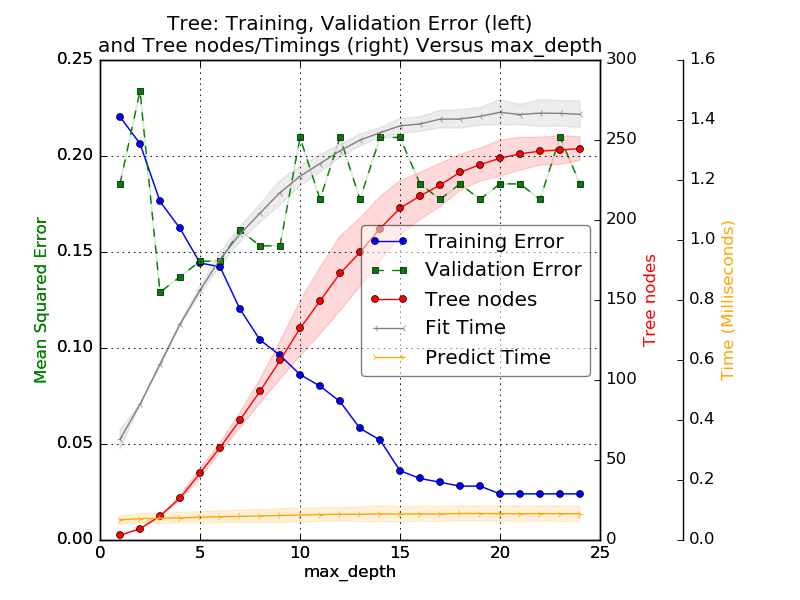 Tree: Training, Validation Error (left)
and Tree nodes/Timings (right) Versus max_depth
Mean Squared Error
0.25
0.20
0.15
0.10
0.05
0.00
0 5 10 15 20 25
max_depth
Training Error
Validation Error
Tree nodes
Fit Time
Predict Time
300
250
200
150
100
50
0
Tree nodes
1.6
1.4
1.2
1.0
0.8
0.6
0.4
0.2
0.0
Time (Milliseconds)